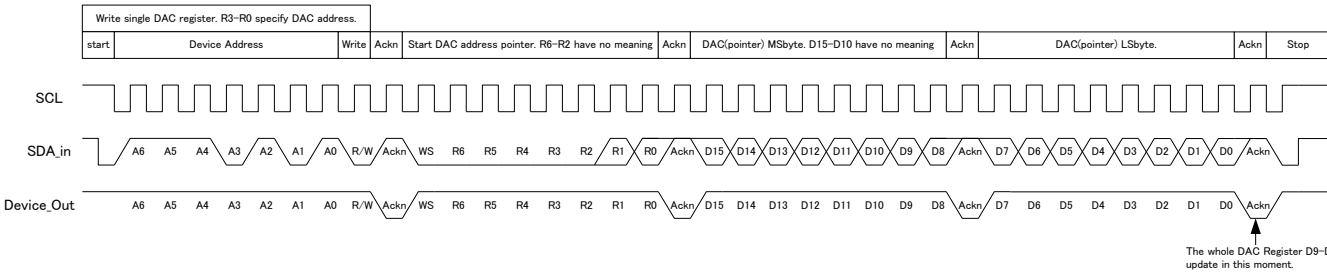 Write single DAC register. R3-R0 specify DAC address.
start Device Address Write Ackn Start DAC address pointer. R6-R2 have no meaning Ackn DAC(pointer) MSbyte. D15-D10 have no meaning Ackn DAC(pointer) LSbyte. Ackn Stop
SCL
SDA_in A6 A5 A4 A3 A2 A1 A0 R/W Ackn WS R6 R5 R4 R3 R2 R1 R0 Ackn D15 D14 D13 D12 D11 D10 D9 D8 Ackn D7 D6 D5 D4 D3 D2 D1 D0 Ackn
Device_Out A6 A5 A4 A3 A2 A1 A0 R/W Ackn WS R6 R5 R4 R3 R2 R1 R0 Ackn D15 D14 D13 D12 D11 D10 D9 D8 Ackn D7 D6 D5 D4 D3 D2 D1 D0 Ackn
The whole DAC Register D9-
update in this moment.